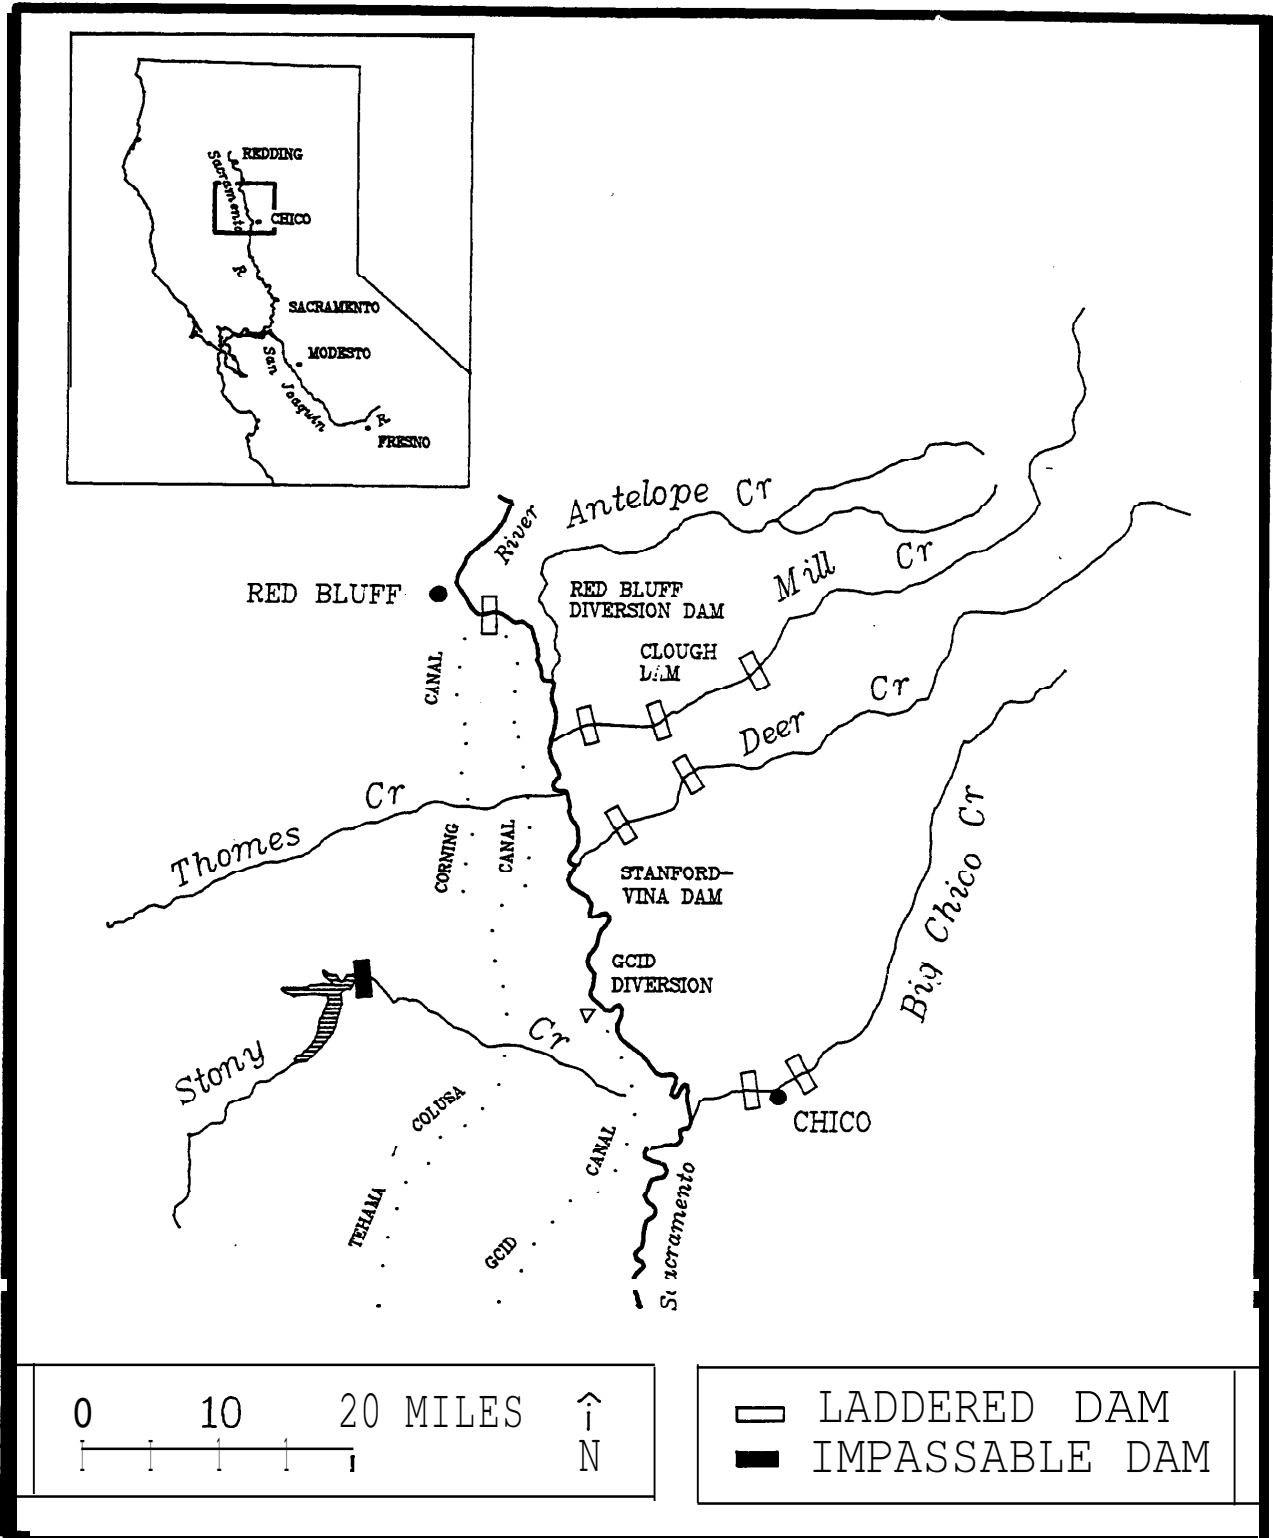 REDDING
Sacramento
CHICO
R
SACRAMENTO
MODESTO
San Joaquin
R
FRESNO
River
Antelope Cr
Mill Cr
RED BLUFF
RED BLUFF
DIVERSION DAM
CLOUGH
CANAL
Deer Cr
Thomes Cr
CORNING
CANAL
STANFORD-
VINA DAM
Big Chico Cr
GCID
DIVERSION
Stony Cr
COLUSA
CHICO
CANAL
TEHAMA
GCID
Sacramento
0 10 20 MILES
N
LADDERED DAM
IMPASSABLE DAM